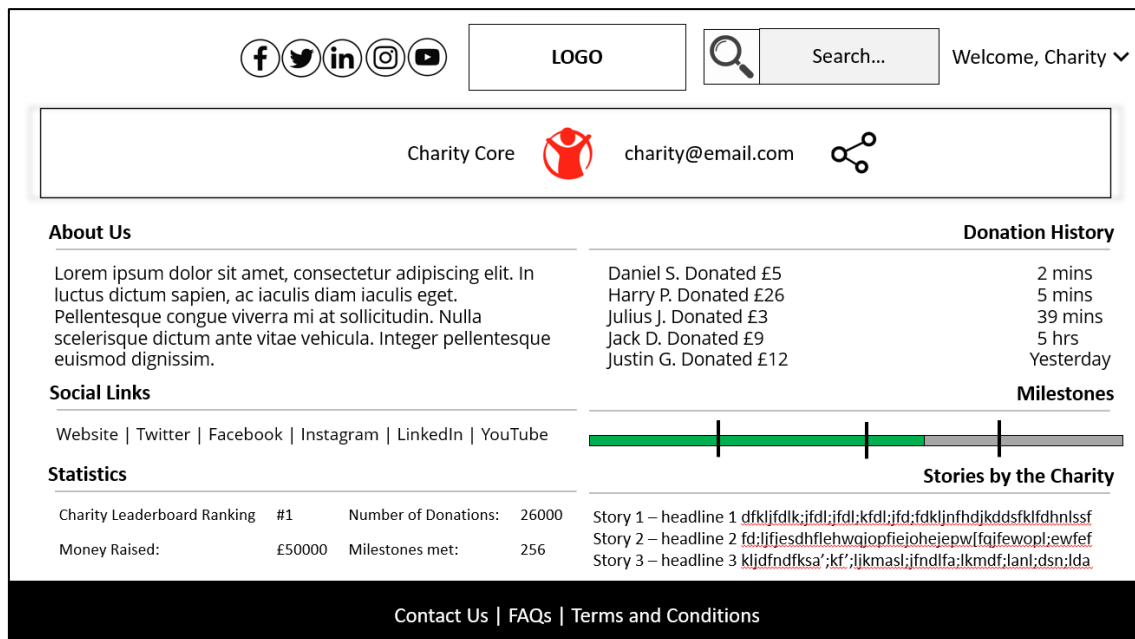 LOGO
Search...
Welcome, Charity
Charity Core
charity@email.com
About Us
Lorem ipsum dolor sit amet, consectetur adipiscing elit. In
luctus dictum sapien, ac iaculis diam iaculis eget.
Pellentesque congue viverra mi at sollicitudin. Nulla
scelerisque dictum ante vitae vehicula. Integer pellentesque
euismod dignissim.
Social Links
Website | Twitter | Facebook | Instagram | LinkedIn | YouTube
Statistics
Charity Leaderboard Ranking #1 Number of Donations: 26000
Money Raised: £50000 Milestones met: 256
Donation History
Daniel S. Donated £5 2 mins
Harry P. Donated £26 5 mins
Julius J. Donated £3 39 mins
Jack D. Donated £9 5 hrs
Justin G. Donated £12 Yesterday
Milestones
Stories by the Charity
Story 1 – headline 1 dfkljfdlk;jfdl;jfdl;kfdl;jfd;fdkljnfhdjkddsfklfdhnlssf
Story 2 – headline 2 fd;ljfjesdhflehwqjopfiejohejepw[fqjfewopl;ewfef
Story 3 – headline 3 kljdfndfksa’;kf’;ljkmasl;jfndlfa;lkmdf;lanl;dsn;lda
Contact Us | FAQs | Terms and Conditions